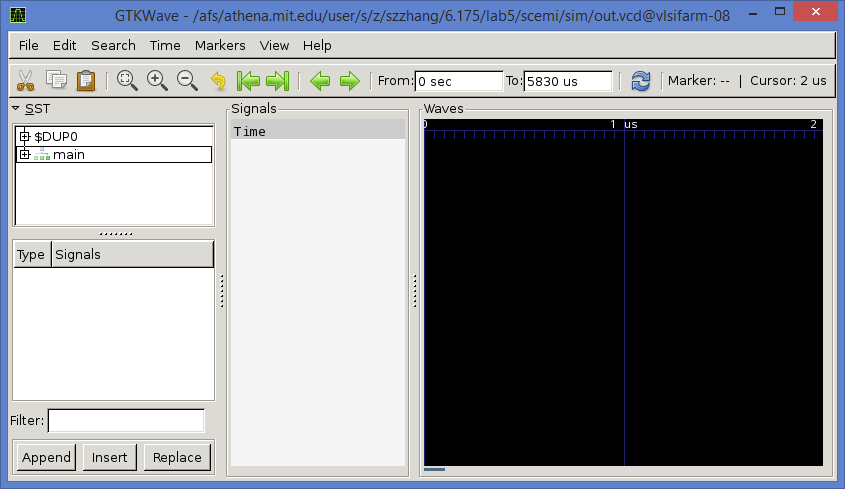 GTKWave - /afs/athena.mit.edu/user/s/z/szzhang/6.175/lab5/scemi/sim/out.vcd@vlsifarm-08
File Edit Search Time Markers View Help
From: 0 sec To: 5830 us Marker: -- | Cursor: 2 us
SST
$DUP0
main
Type Signals
Filter:
Append Insert Replace
Signals
Time
Waves
0 1 us 2